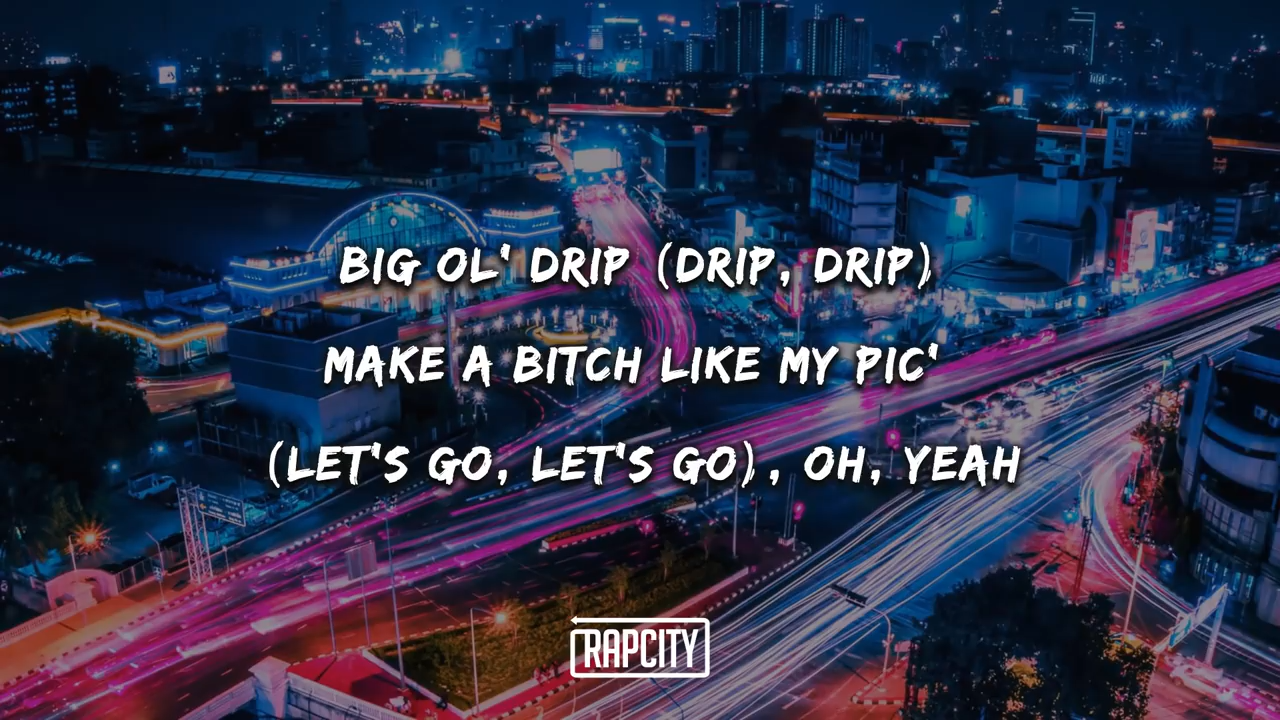 BIG OL' DRIP (DRIP, DRIP)
MAKE A BITCH LIKE MY PIC'
(LET'S GO, LET'S GO), OH, YEAH
RAPCITY